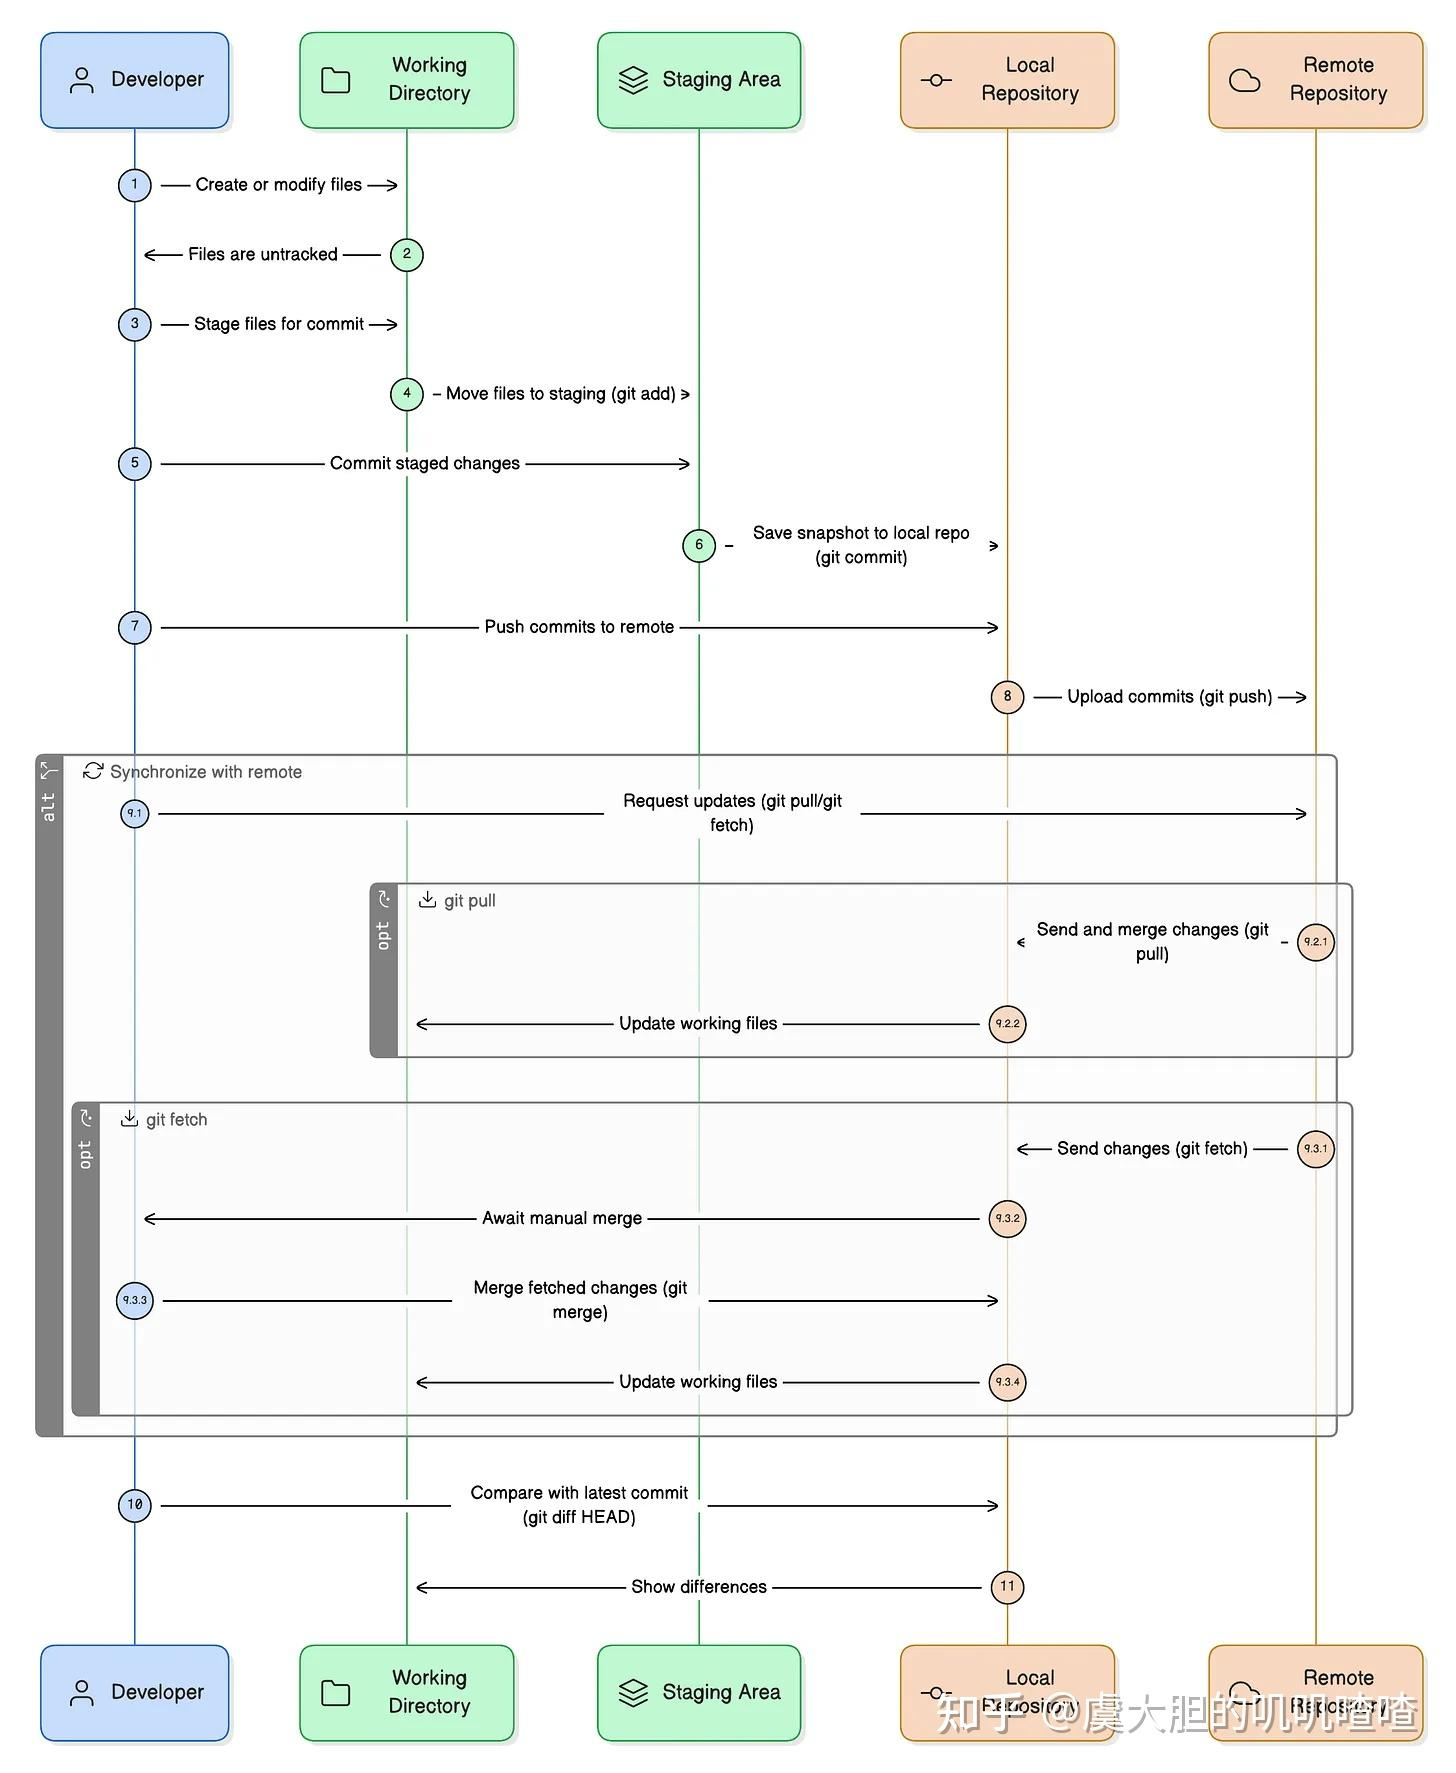 Developer
Working
Directory
Staging Area
Local
Repository
Remote
Repository
1
Create or modify files
Files are untracked
2
3
Stage files for commit
4
Move files to staging (git add)
5
Commit staged changes
6
Save snapshot to local repo
(git commit)
7
Push commits to remote
8
Upload commits (git push)
alt
Synchronize with remote
9.1
Request updates (git pull/git
fetch)
opt
git pull
Send and merge changes (git
pull)
9.2.1
Update working files
9.2.2
opt
git fetch
Send changes (git fetch)
9.3.1
Await manual merge
9.3.2
9.3.3
Merge fetched changes (git
merge)
Update working files
9.3.4
10
Compare with latest commit
(git diff HEAD)
Show differences
11
Developer
Working
Directory
Staging Area
Local
Repository
Remote
Repository
知乎 @虞大胆的叽叽喳喳